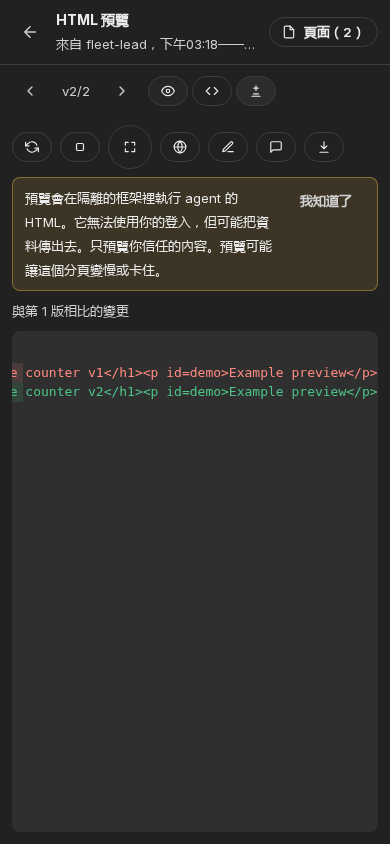 HTML 預覽
來自 fleet-lead，下午03:18——…
頁面（2）
v2/2
預覽會在隔離的框架裡執行 agent 的
HTML。它無法使用你的登入，但可能把資
料傳出去。只預覽你信任的內容。預覽可能
讓這個分頁變慢或卡住。
我知道了
與第 1 版相比的變更
e counter v1</h1><p id=demo>Example preview</p>
e counter v2</h1><p id=demo>Example preview</p>